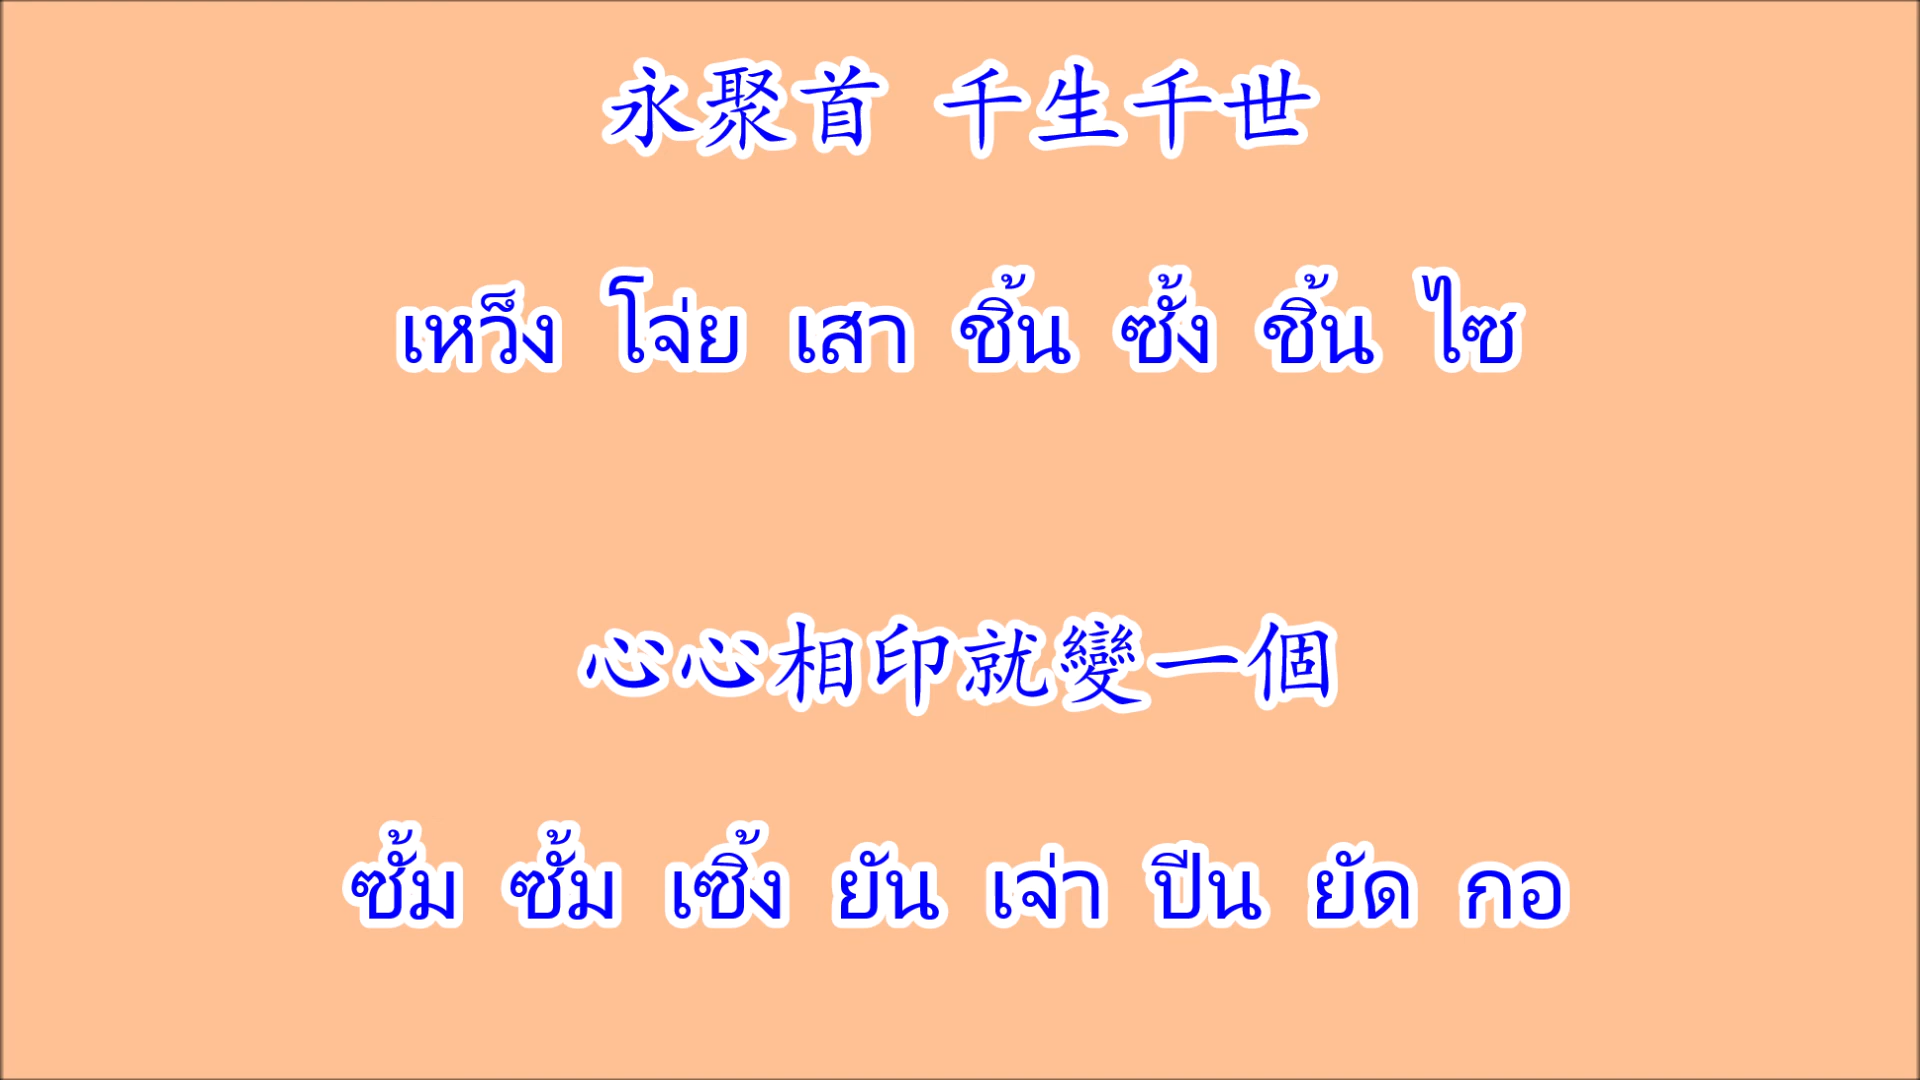 永聚首 千生千世
เหว็ง โจ่ย เสา ชิ้น ซั้ง ชิ้น ไซ
心心相印就變一個
ซั้ม ซั้ม เซิ้ง ยัน เจ่า ปีน ยัด กอ